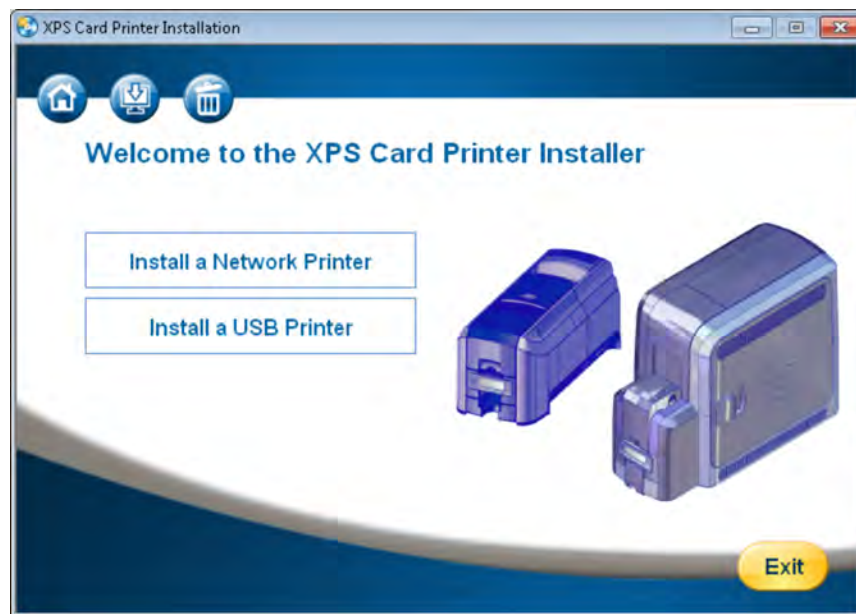 XPS Card Printer Installation
Welcome to the XPS Card Printer Installer
Install a Network Printer
Install a USB Printer
Exit